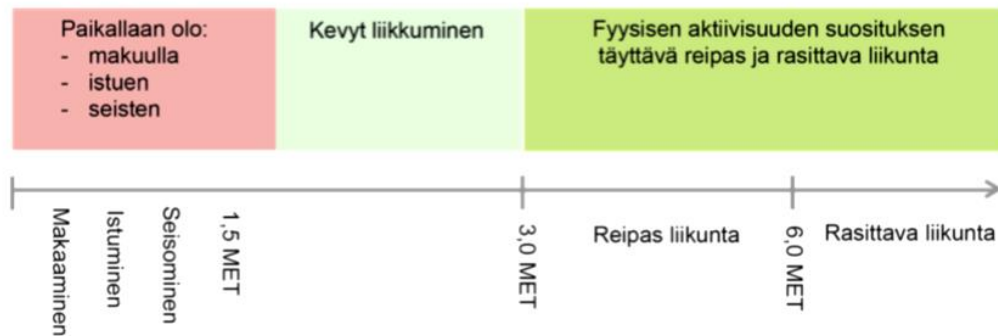 Paikallaan olo:
- makuulla
- istuen
- seisten
Kevyt liikkuminen
Fyysisen aktiivisuuden suosituksen
täyttävä reipas ja rasittava liikunta
Makaaminen
Istuminen
Seisominen
1,5 MET
3,0 MET
Reipas liikunta
6,0 MET
Rasittava liikunta